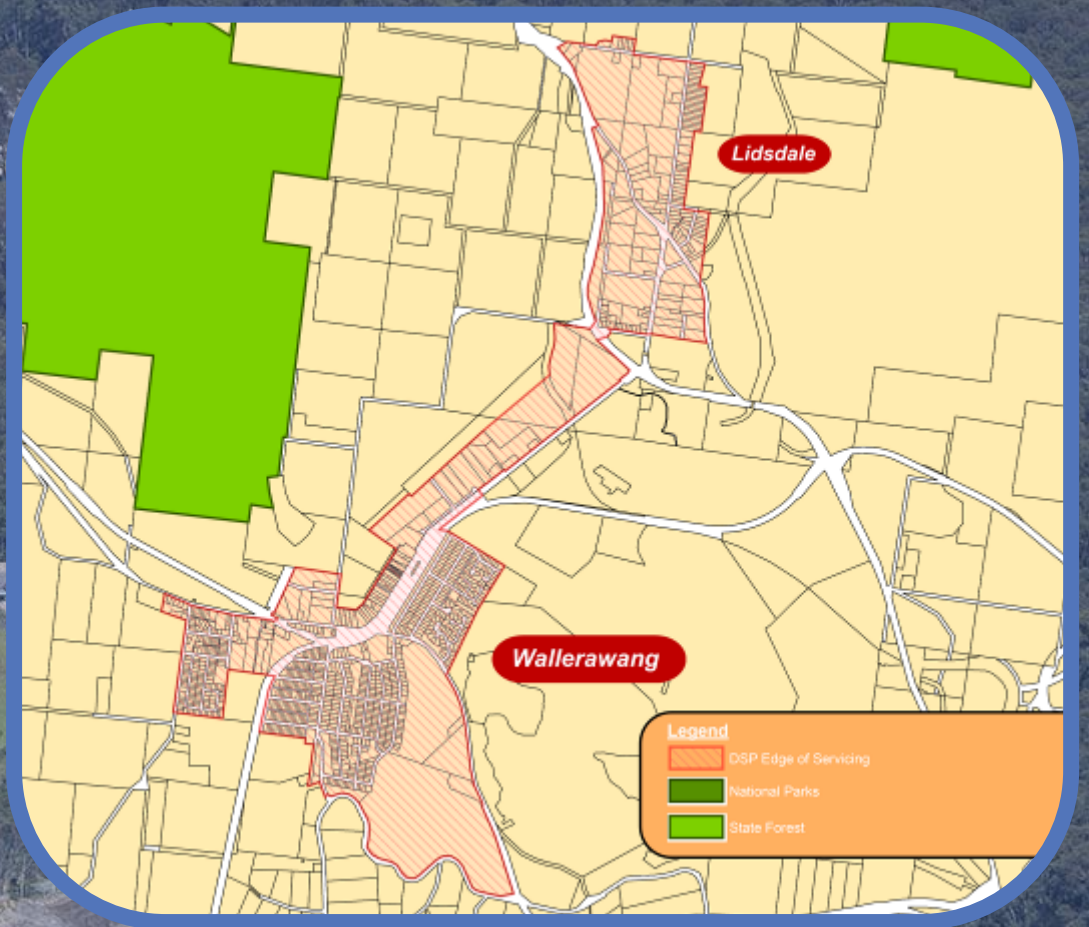 Lidsdale
Wallerawang
Legend
DSP Edge of Servicing
National Parks
State Forest